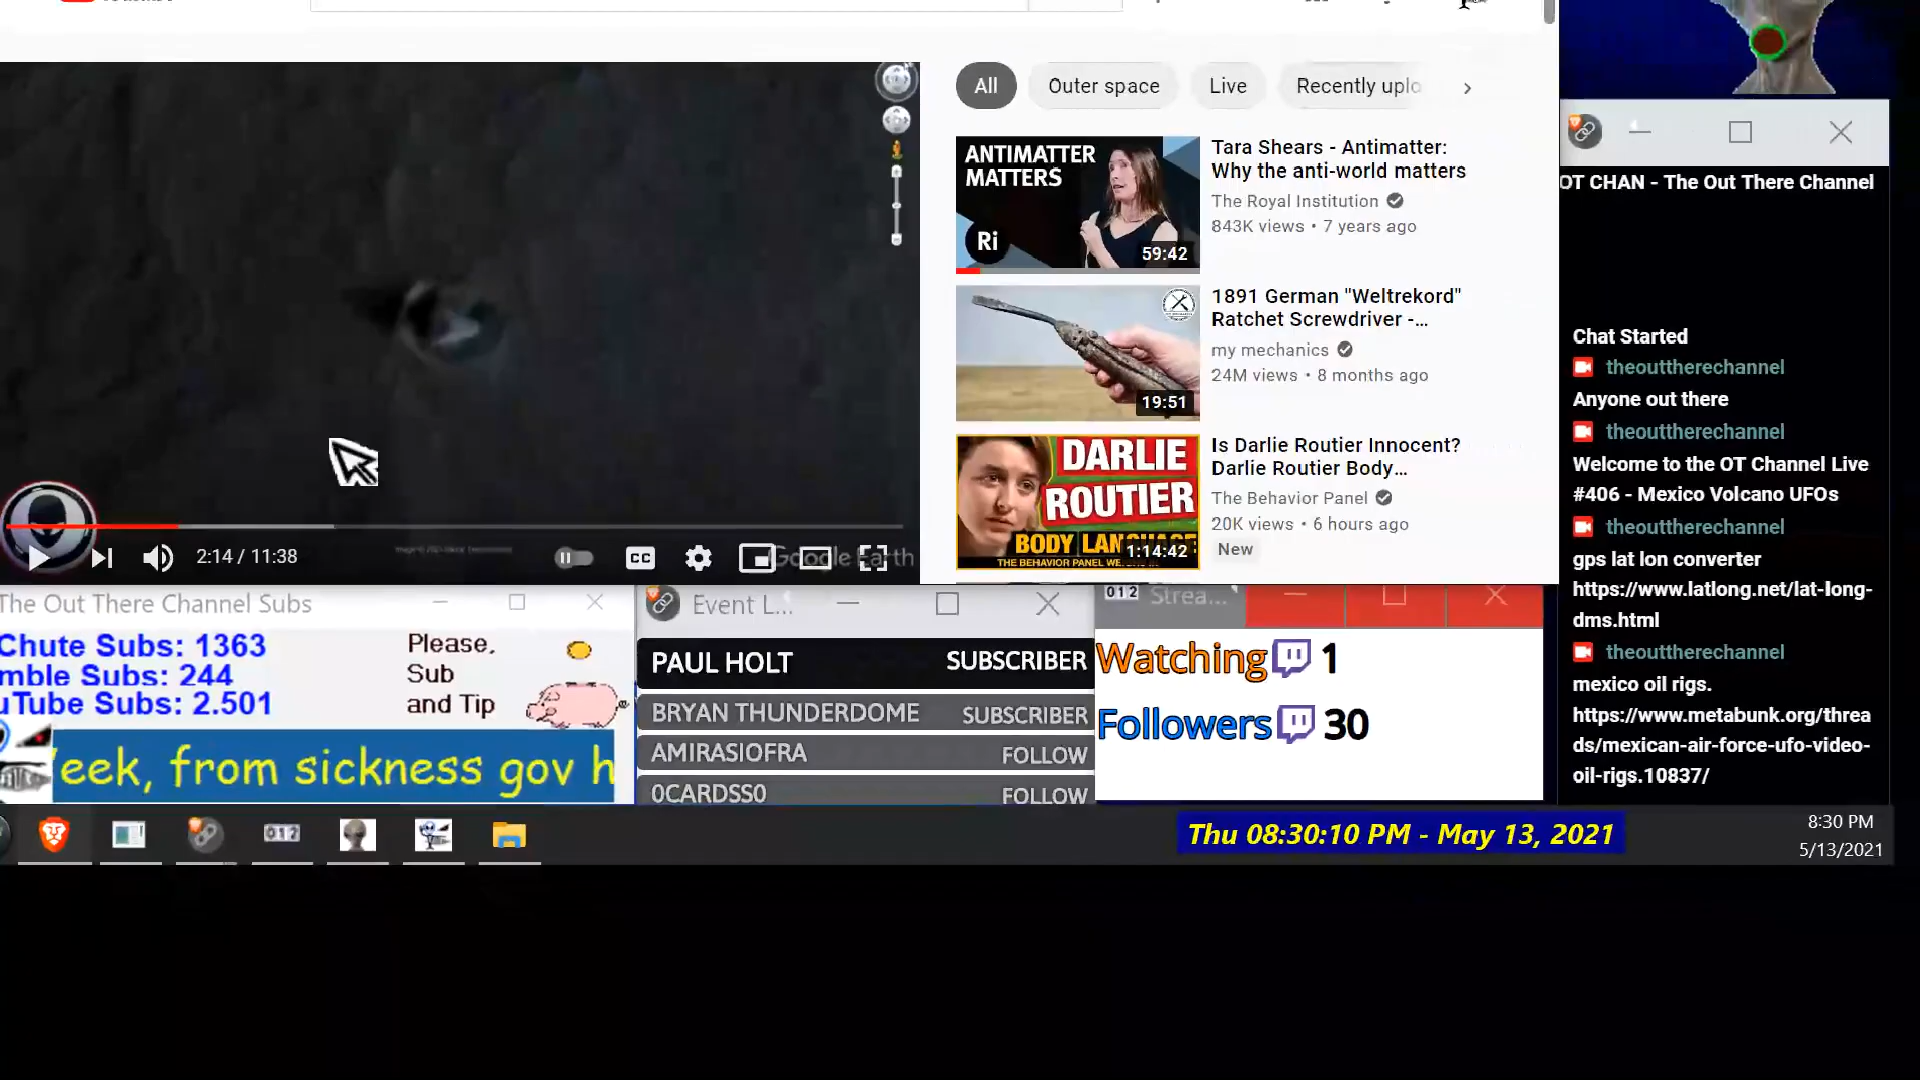 All
Outer space
Live
Recently uplo
ANTIMATTER
MATTERS
Ri
59:42
Tara Shears - Antimatter:
Why the anti-world matters
The Royal Institution
843K views • 7 years ago
19:51
1891 German "Weltrekord"
Ratchet Screwdriver -...
my mechanics
24M views • 8 months ago
DARLIE
ROUTIER
BODY LANGUAGE
1:14:42
THE BEHAVIOR PANEL
Is Darlie Routier Innocent?
Darlie Routier Body...
The Behavior Panel
20K views • 6 hours ago
New
2:14 / 11:38
CC
Google Earth
OT CHAN - The Out There Channel
Chat Started
theouttherechannel
Anyone out there
theouttherechannel
Welcome to the OT Channel Live
#406 - Mexico Volcano UFOs
theouttherechannel
gps lat lon converter
https://www.latlong.net/lat-long-
dms.html
theouttherechannel
mexico oil rigs.
https://www.metabunk.org/threa
ds/mexican-air-force-ufo-video-
oil-rigs.10837/
The Out There Channel Subs
Chute Subs: 1363
mble Subs: 244
uTube Subs: 2.501
Please,
Sub
and Tip
eek, from sickness gov h
Event L...
PAUL HOLT SUBSCRIBER
BRYAN THUNDERDOME SUBSCRIBER
AMIRASIOFRA FOLLOW
0CARDSS0 FOLLOW
012
Strea...
Watching 1
Followers 30
012
Thu 08:30:10 PM - May 13, 2021
8:30 PM
5/13/2021